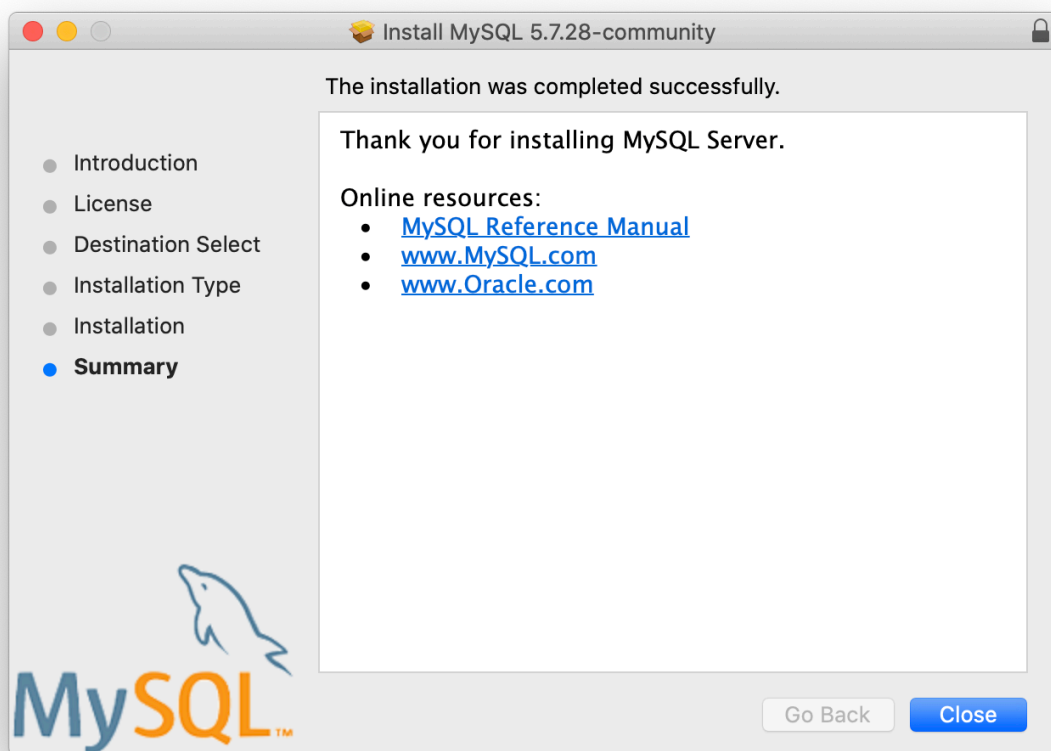 Install MySQL 5.7.28-community
The installation was completed successfully.
Introduction
License
Destination Select
Installation Type
Installation
Summary
Thank you for installing MySQL Server.
Online resources:
• MySQL Reference Manual
• www.MySQL.com
• www.Oracle.com
MySQL™
Go Back
Close